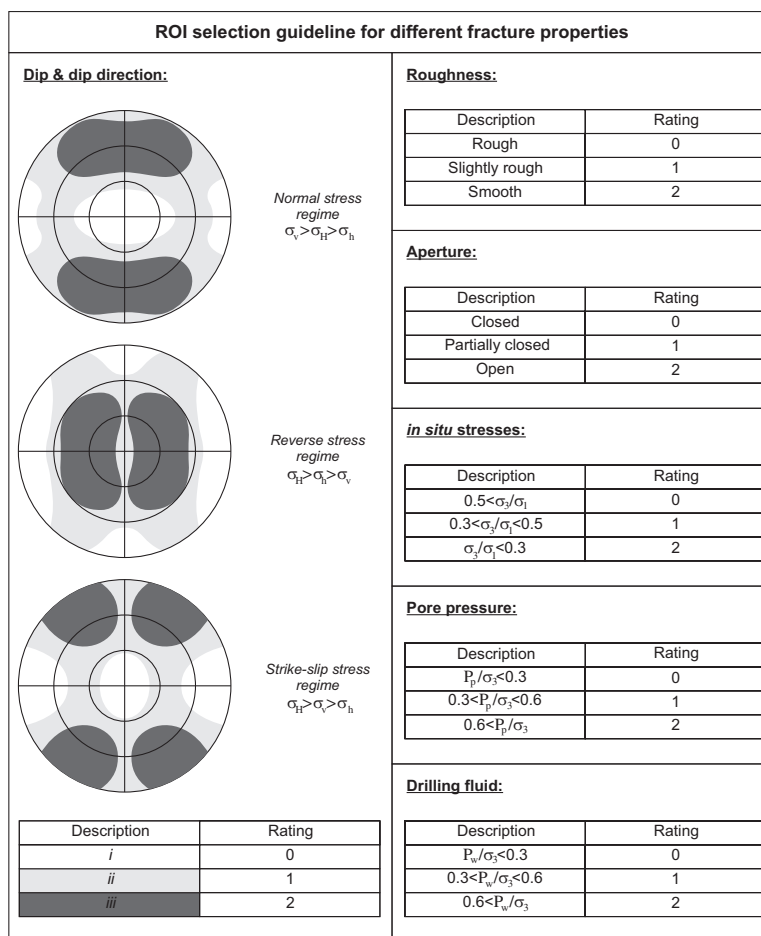 ROI selection guideline for different fracture properties
Dip & dip direction:
Normal stress
regime
σv>σH>σh
Reverse stress
regime
σH>σh>σv
Strike-slip stress
regime
σH>σv>σh
Description Rating
i 0
ii 1
iii 2
Roughness:
Description Rating
Rough 0
Slightly rough 1
Smooth 2
Aperture:
Description Rating
Closed 0
Partially closed 1
Open 2
in situ stresses:
Description Rating
0.5<σ3/σ1 0
0.3<σ3/σ1<0.5 1
σ3/σ1<0.3 2
Pore pressure:
Description Rating
Pp/σ3<0.3 0
0.3<Pp/σ3<0.6 1
0.6<Pp/σ3 2
Drilling fluid:
Description Rating
Pw/σ3<0.3 0
0.3<Pw/σ3<0.6 1
0.6<Pw/σ3 2